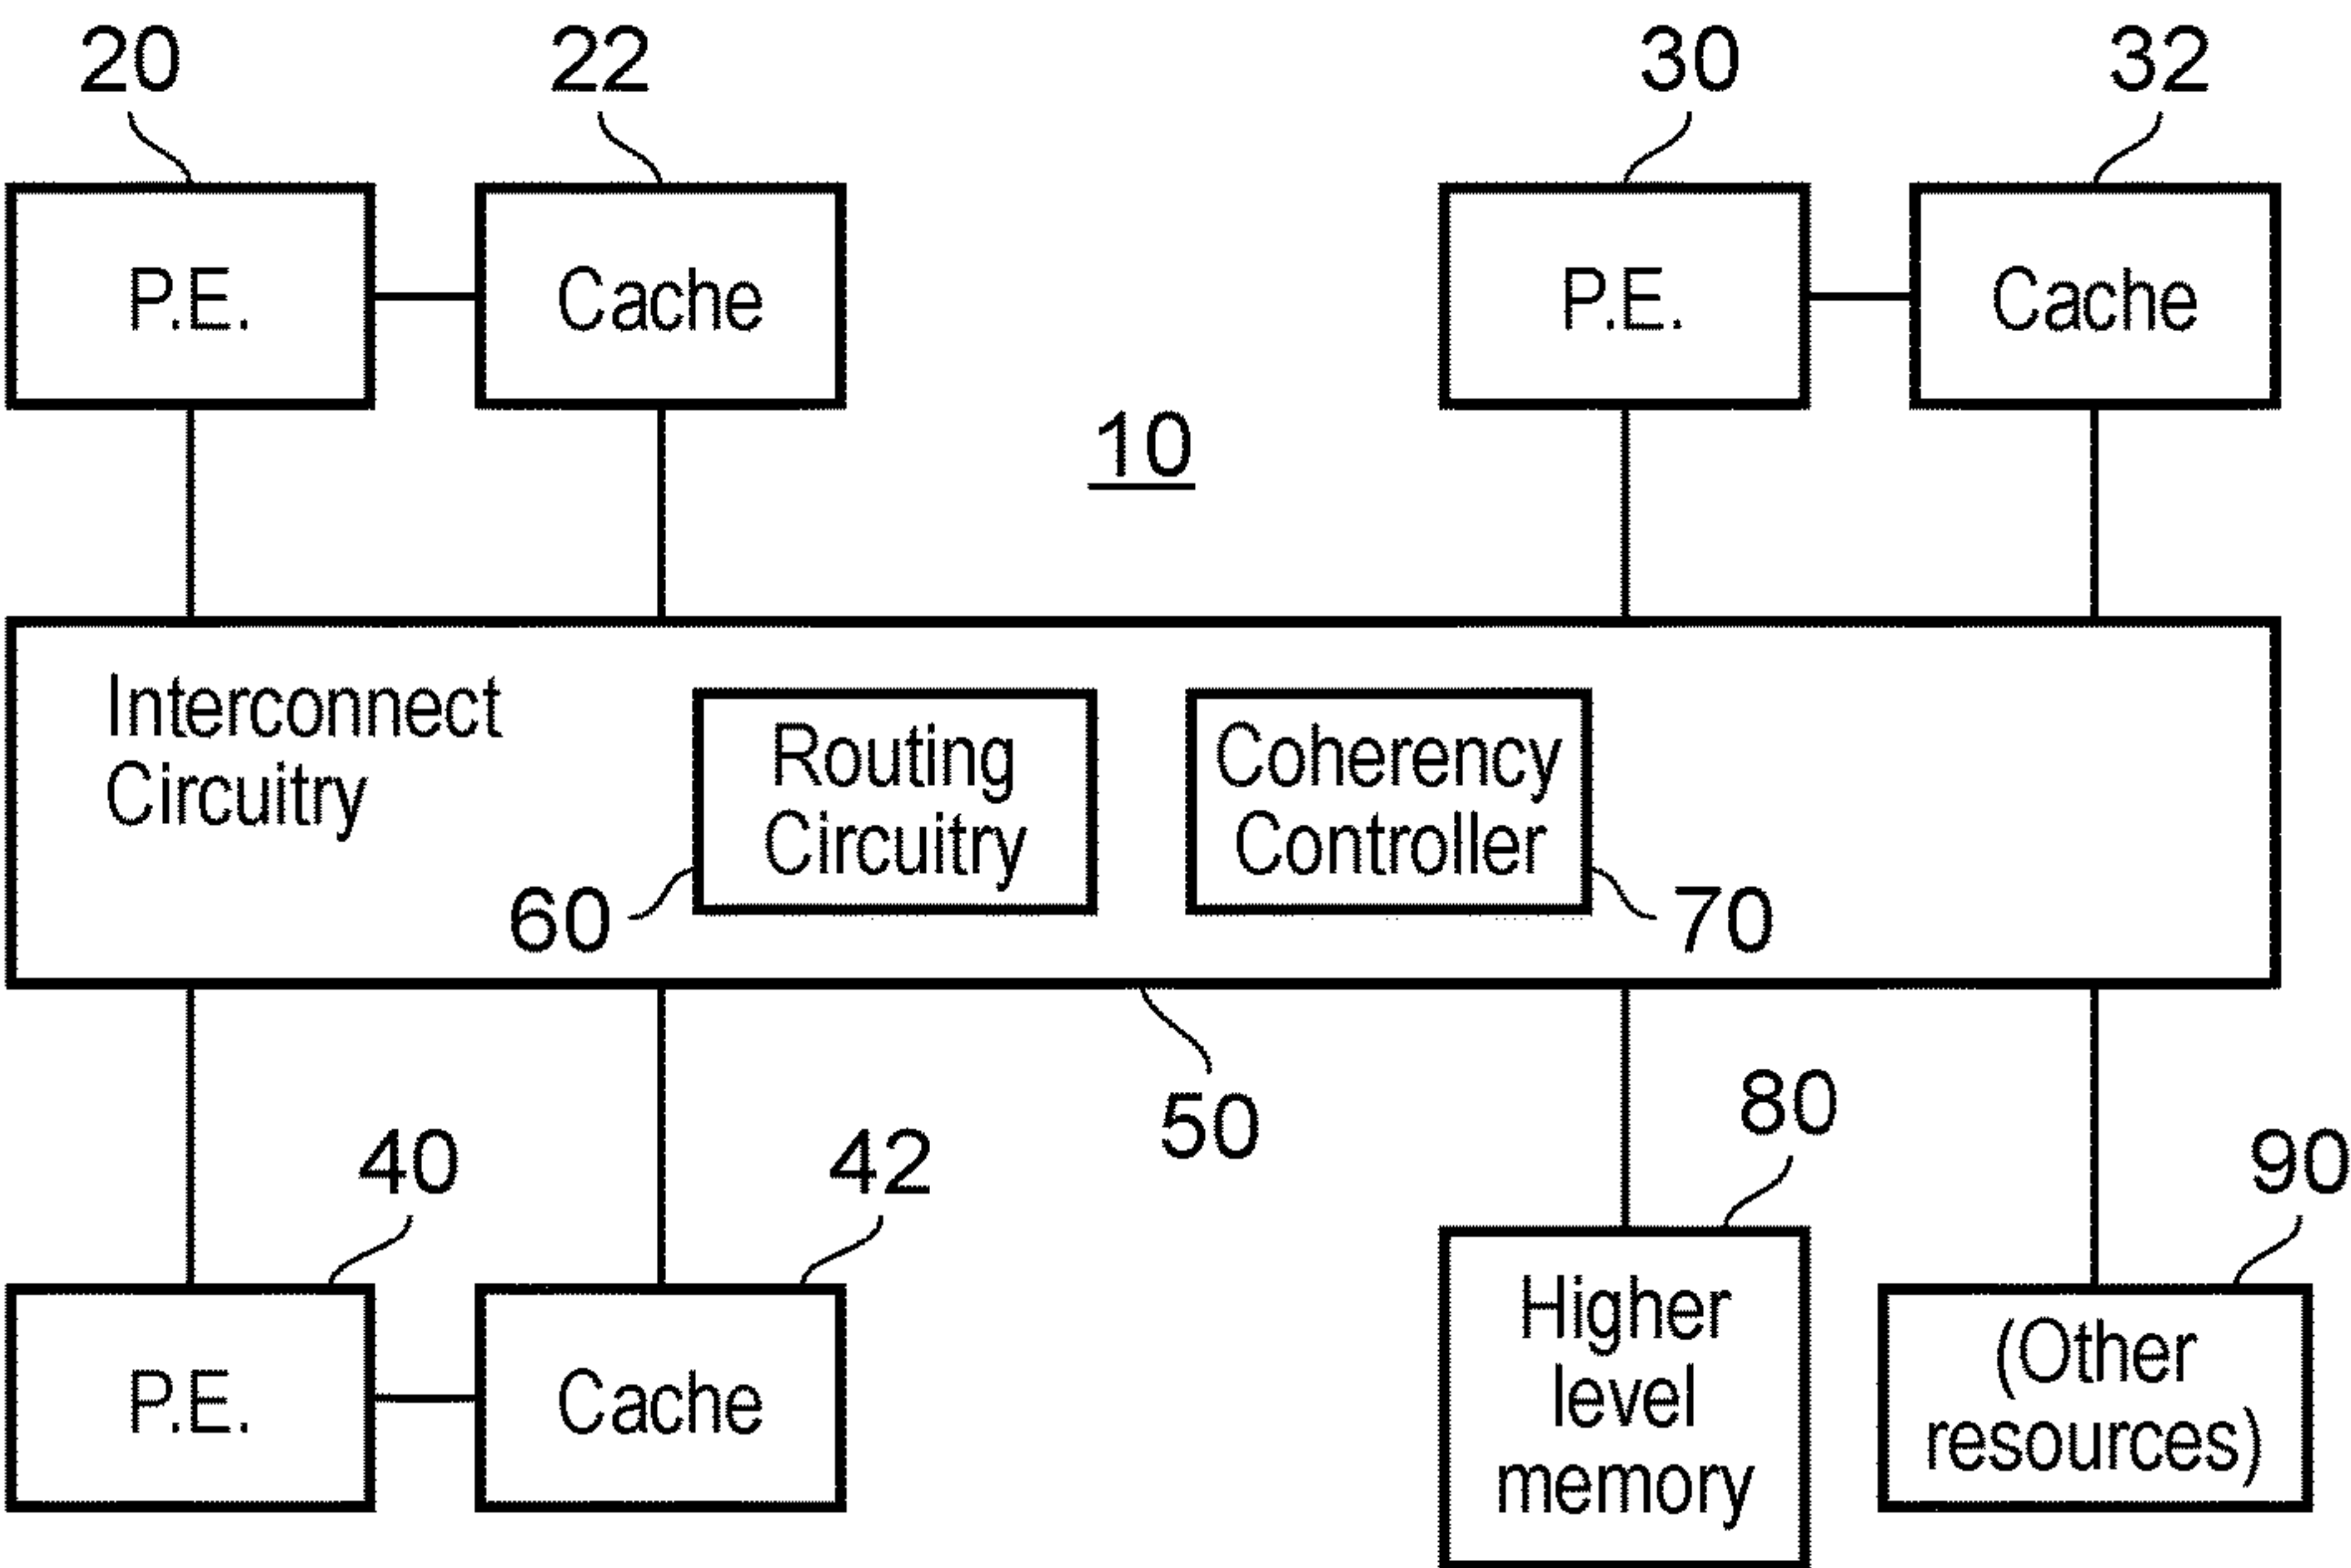 20
22
30
32
P.E.
Cache
P.E.
Cache
10
Interconnect
Circuitry
Routing
Circuitry
Coherency
Controller
60
70
50
80
90
40
42
P.E.
Cache
Higher
level
memory
(Other
resources)